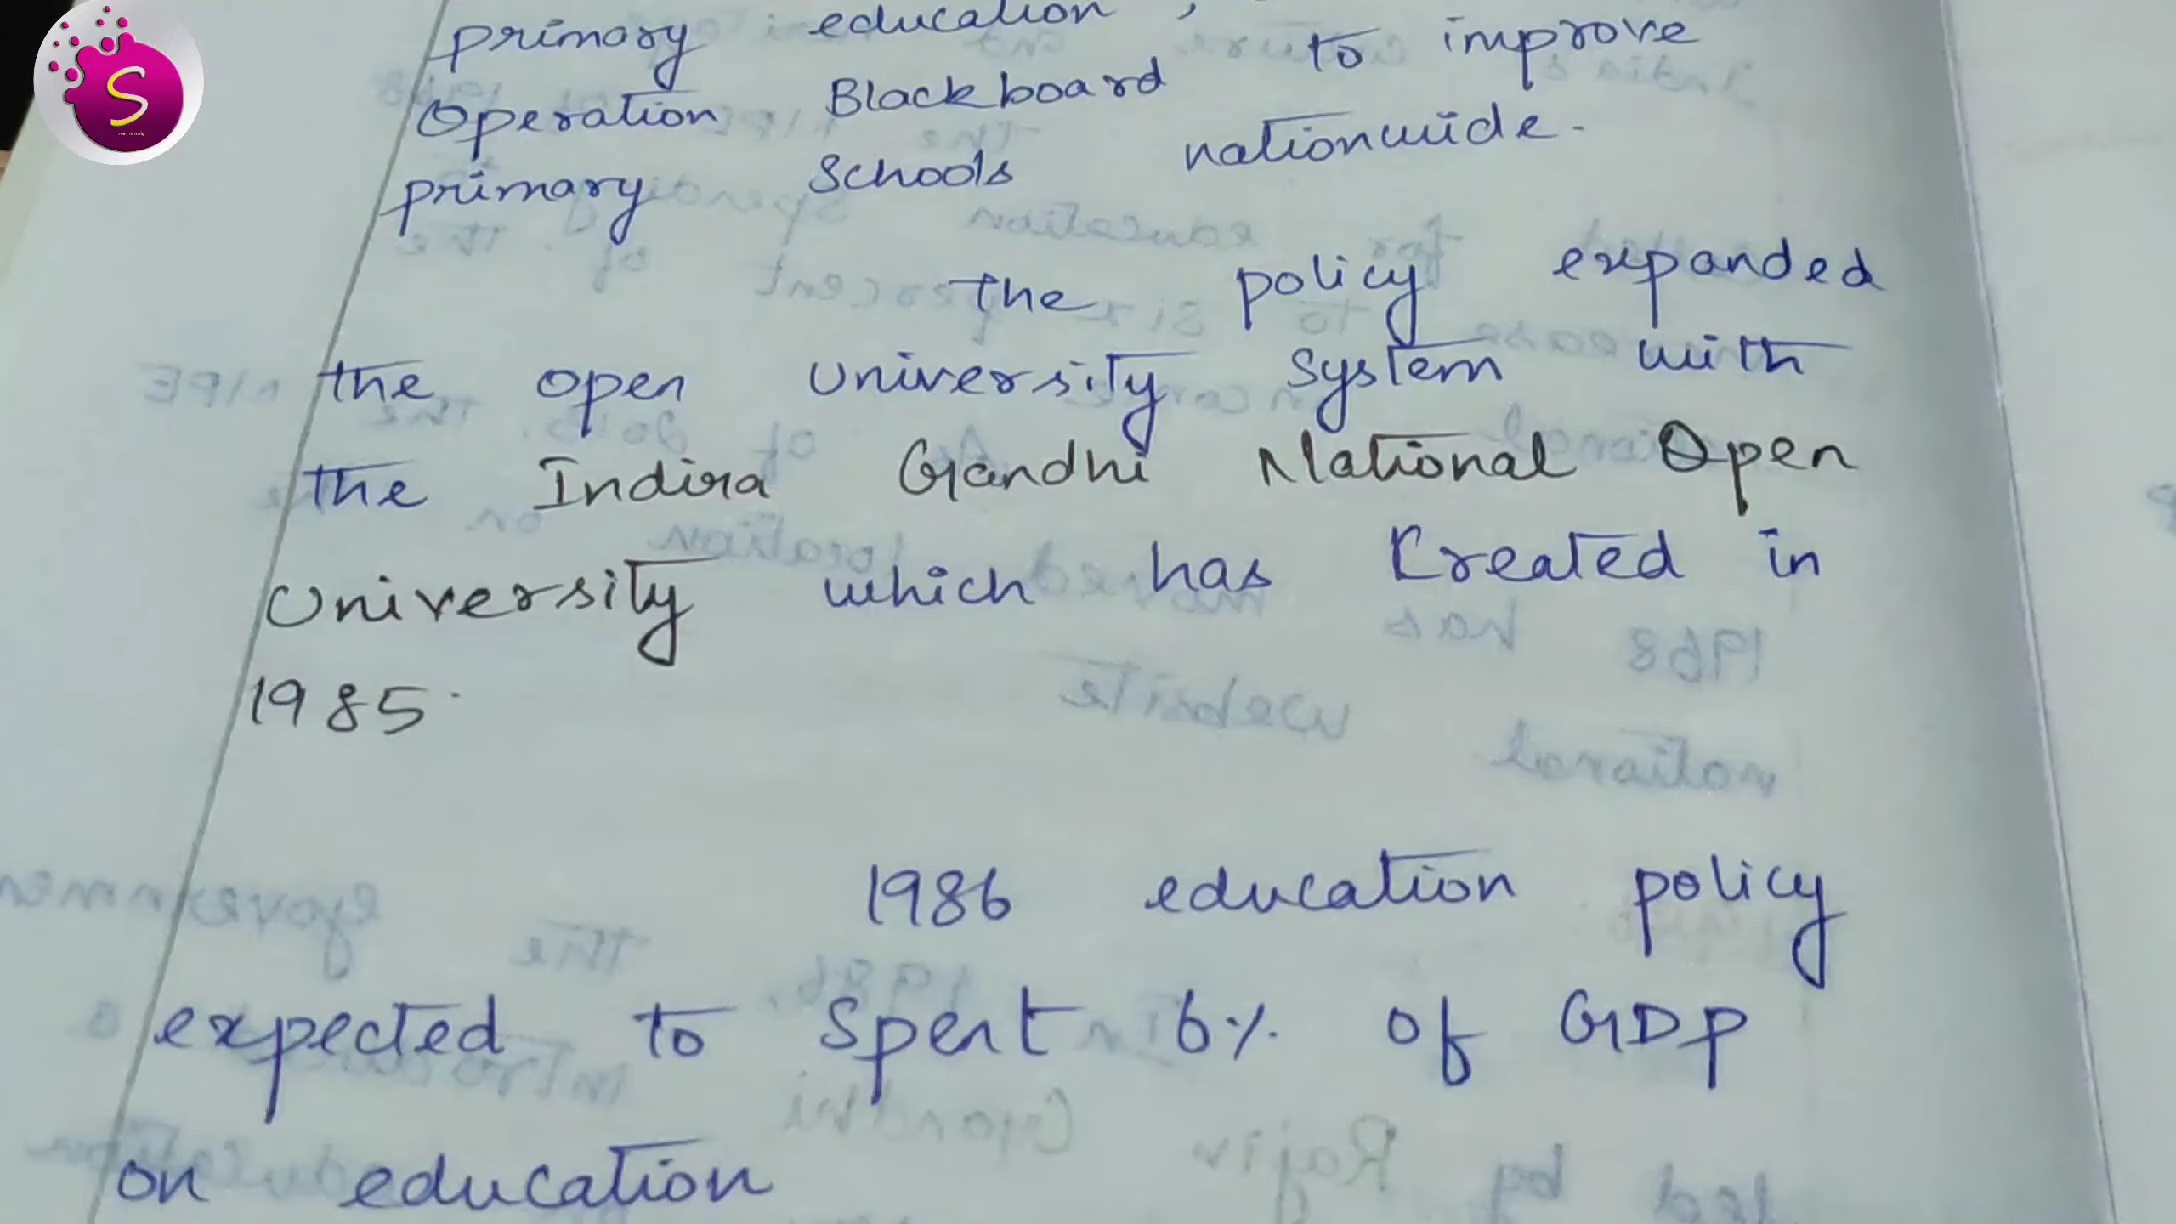 primary education,
Operation Blackboard to improve
primary Schools nationwide.
the policy expanded
the open University System with
the Indira Gandhi National Open
University which has Created in
1985.
1986 education policy
expected to Spent 6% of GDP
on education
S